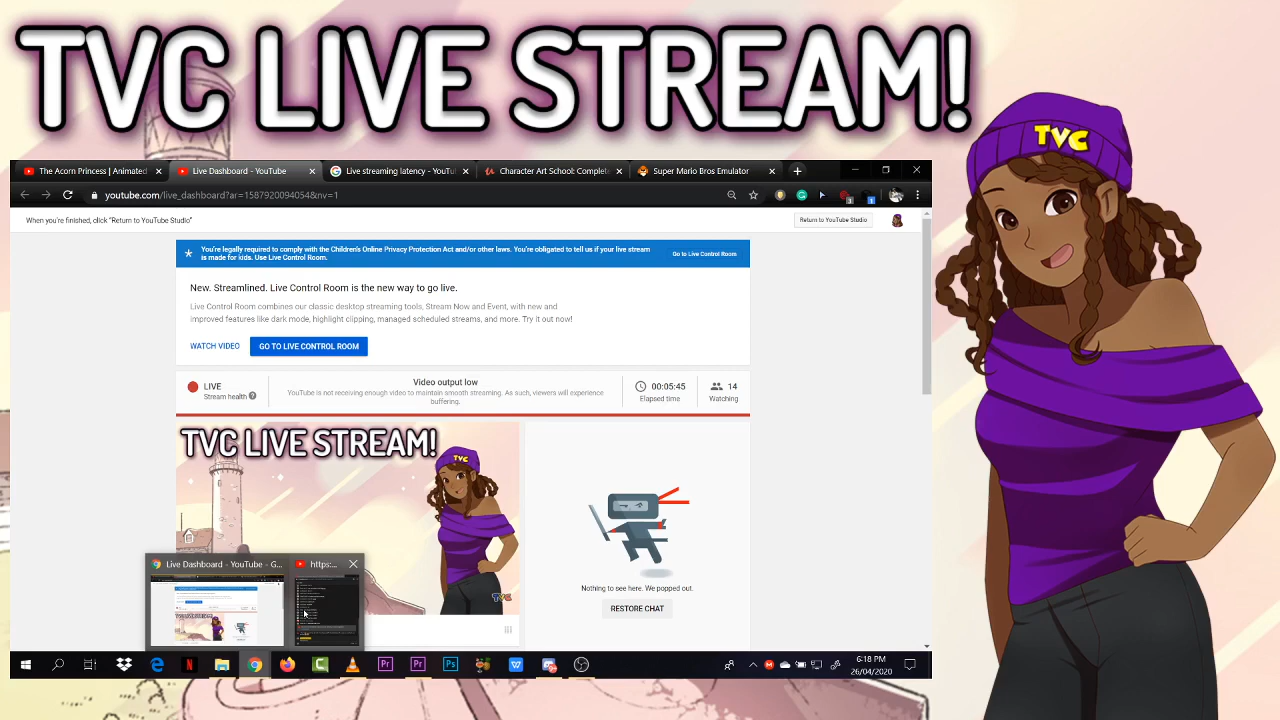 TVC LIVE STREAM!
TVC
The Acorn Princess | Animated
Live Dashboard - YouTube
Live streaming latency - YouTu
Character Art School: Complete
Super Mario Bros Emulator
youtube.com/live_dashboard?ar=1587920094054&nv=1
When you're finished, click "Return to YouTube Studio"
Return to YouTube Studio
You're legally required to comply with the Children's Online Privacy Protection Act and/or other laws. You're obligated to tell us if your live stream
is made for kids. Use Live Control Room.
Go to Live Control Room
New. Streamlined. Live Control Room is the new way to go live.
Live Control Room combines our classic desktop streaming tools, Stream Now and Event, with new and
improved features like dark mode, highlight clipping, managed scheduled streams, and more. Try it out now!
WATCH VIDEO
GO TO LIVE CONTROL ROOM
LIVE
Stream health
Video output low
YouTube is not receiving enough video to maintain smooth streaming. As such, viewers will experience
buffering.
00:05:45
Elapsed time
14
Watching
TVC LIVE STREAM!
TVC
TVC
Nothing to see here. We popped out.
RESTORE CHAT
Live Dashboard - YouTube - G...
https:...
6:18 PM
26/04/2020